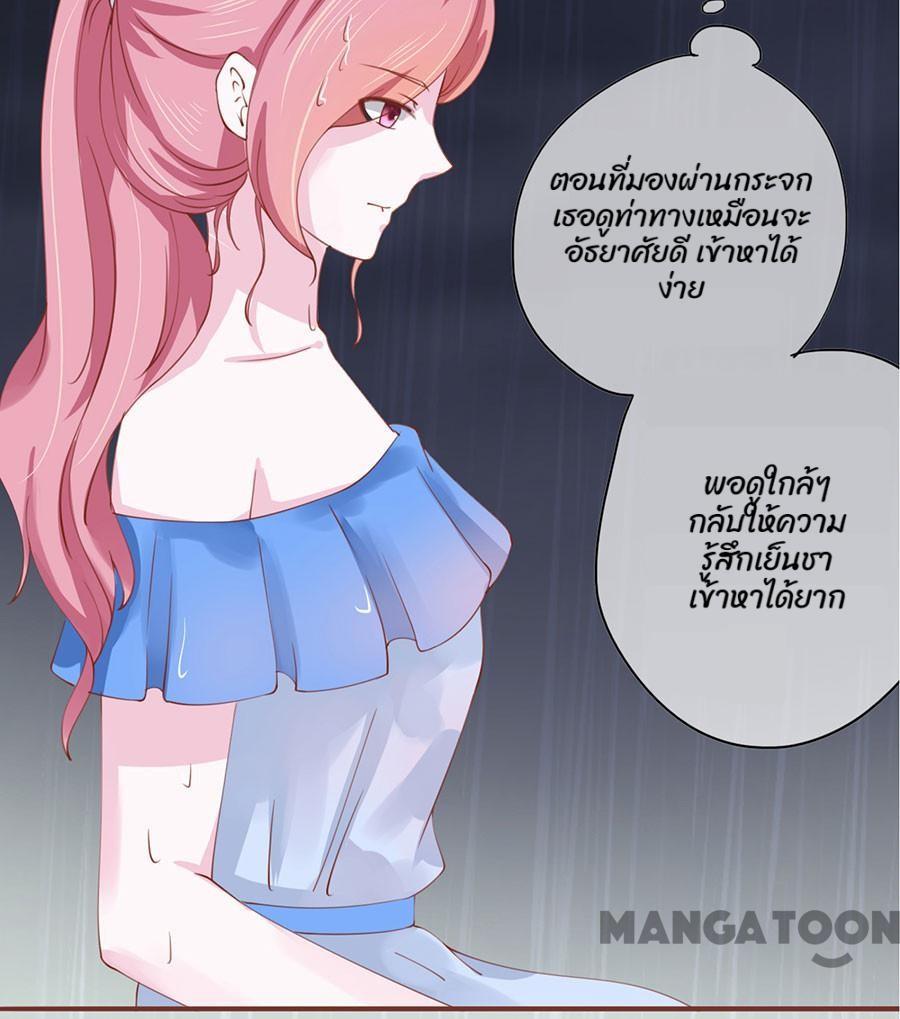 ตอนที่มองผ่านกระจก
เธอดูท่าทางเหมือนจะ
อัธยาศัยดี เข้าหาได้
ง่าย
พอดูใกล้ๆ
กลับให้ความ
รู้สึกเย็นชา
เข้าหาได้ยาก
MANGATOON